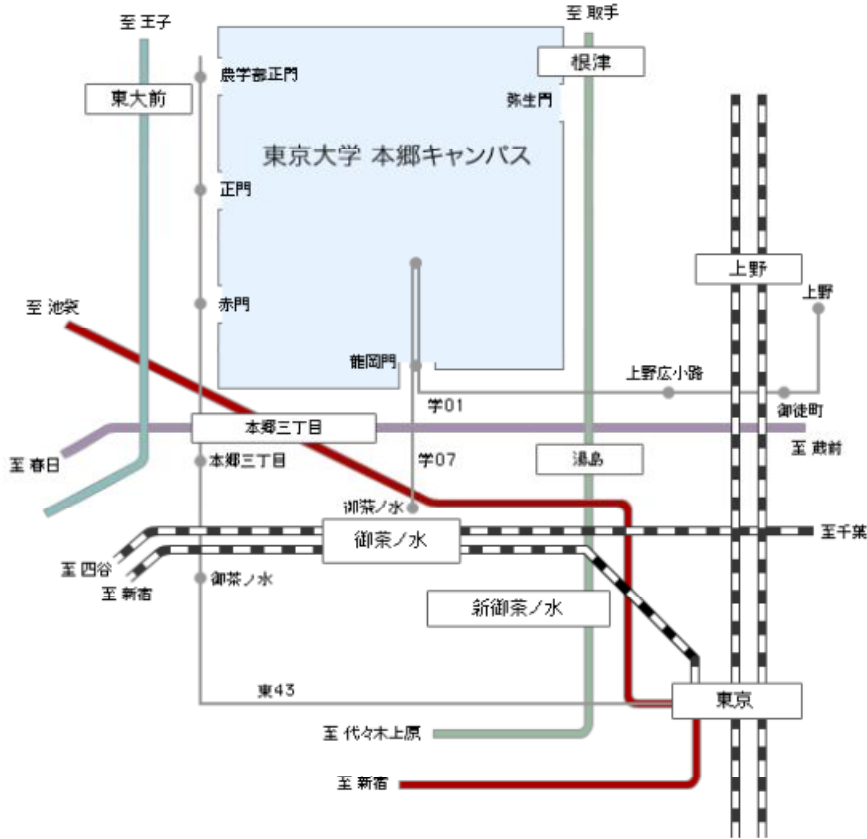 至 王子
至 取手
農学部正門
根津
東大前
弥生門
東京大学 本郷キャンパス
正門
上野
上野
至 池袋
赤門
龍岡門
上野広小路
学01
御徒町
本郷三丁目
至 春日
本郷三丁目
学07
湯島
至 蔵前
御茶ノ水
御茶ノ水
至千葉
至 四谷
至 新宿
御茶ノ水
新御茶ノ水
東43
東京
至 代々木上原
至 新宿